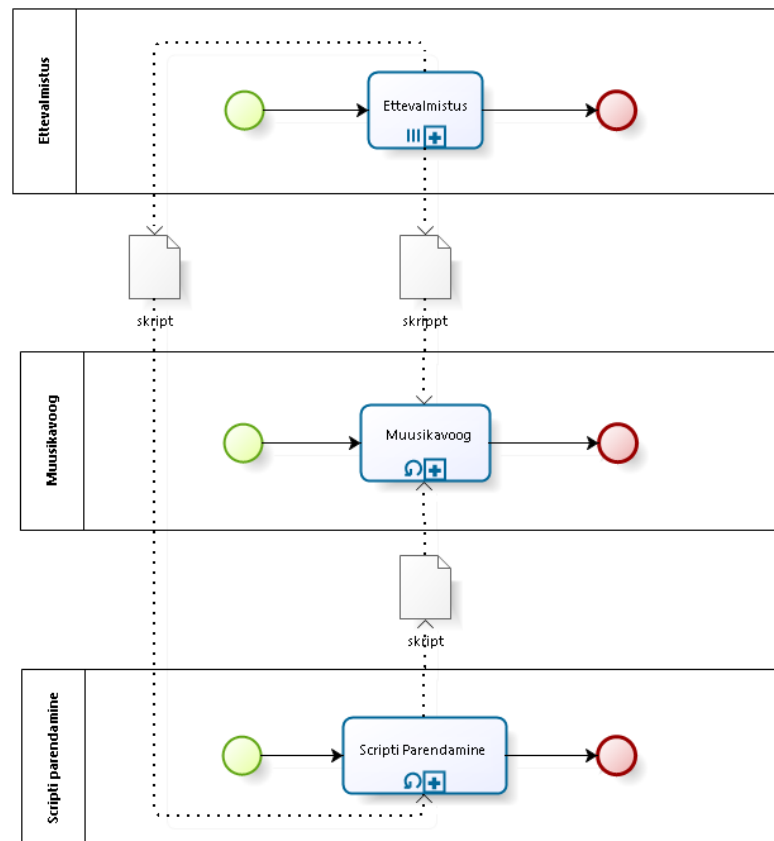 Ettevalmistus
Ettevalmistus
skript
skript
Muusikavoog
Muusikavoog
skript
Scripti parendamine
Scripti Parendamine